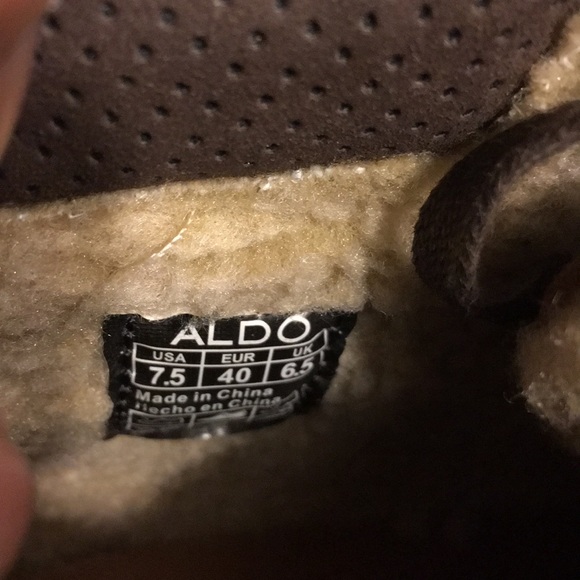 ALDO
USA EUR UK
7.5 40 6.5
Made in China
Hecho en China